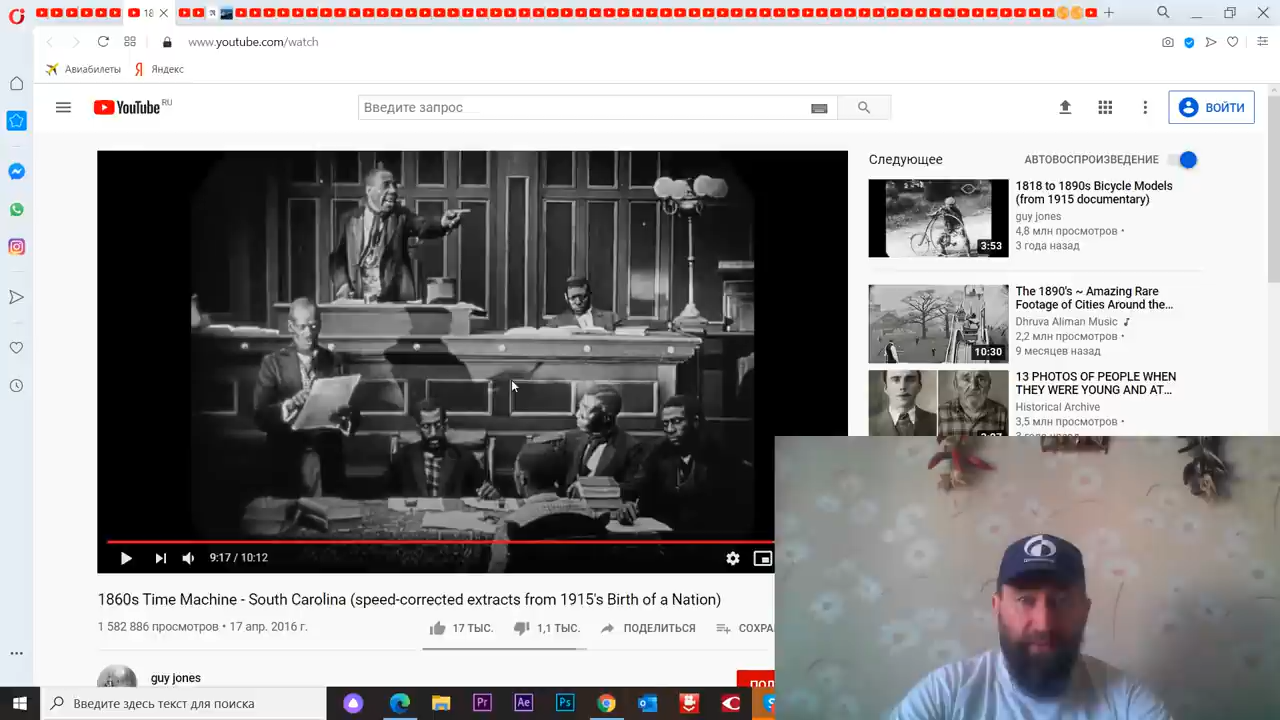 18
www.youtube.com/watch
Авиабилеты
Яндекс
YouTube RU
Введите запрос
ВОЙТИ
Следующее
АВТОВОСПРОИЗВЕДЕНИЕ
3:53
1818 to 1890s Bicycle Models
(from 1915 documentary)
guy jones
4,8 млн просмотров •
3 года назад
10:30
The 1890's ~ Amazing Rare
Footage of Cities Around the...
Dhruva Aliman Music
2,2 млн просмотров •
9 месяцев назад
13 PHOTOS OF PEOPLE WHEN
THEY WERE YOUNG AND AT...
Historical Archive
3,5 млн просмотров •
9:17 / 10:12
1860s Time Machine - South Carolina (speed-corrected extracts from 1915's Birth of a Nation)
1 582 886 просмотров • 17 апр. 2016 г.
17 ТЫС.
1,1 ТЫС.
ПОДЕЛИТЬСЯ
СОХРА
guy jones
Введите здесь текст для поиска
Pr
Ae
Ps